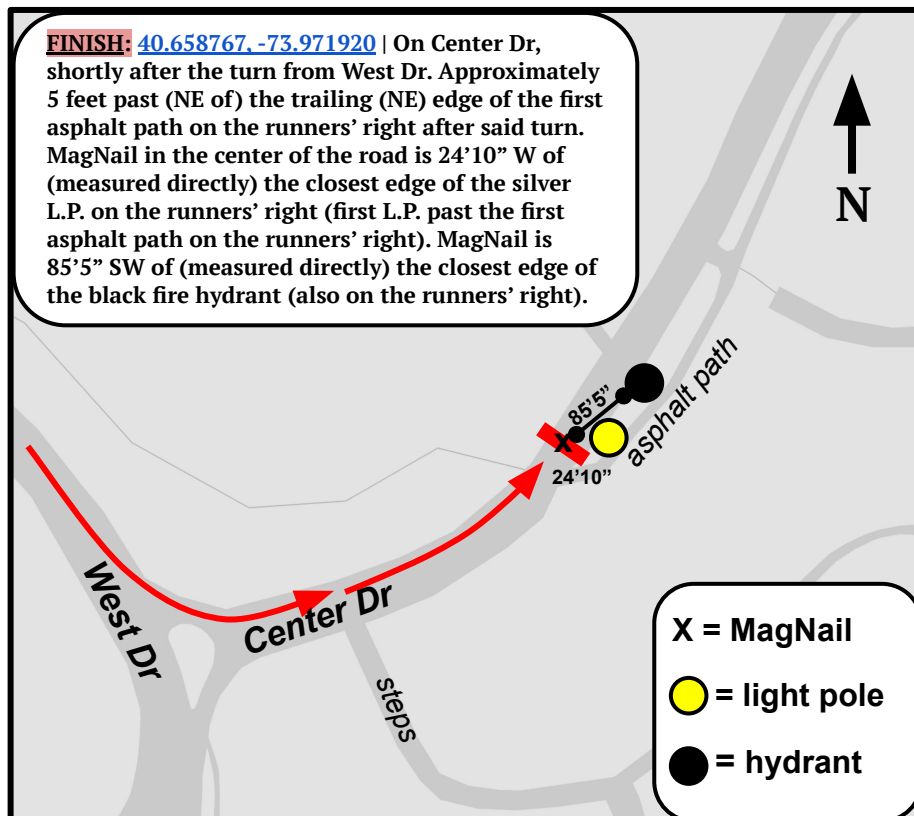 FINISH: 40.658767, -73.971920 | On Center Dr,
shortly after the turn from West Dr. Approximately
5 feet past (NE of) the trailing (NE) edge of the first
asphalt path on the runners’ right after said turn.
MagNail in the center of the road is 24’10” W of
(measured directly) the closest edge of the silver
L.P. on the runners’ right (first L.P. past the first
asphalt path on the runners’ right). MagNail is
85’5” SW of (measured directly) the closest edge of
the black fire hydrant (also on the runners’ right).
N
85’5”
asphalt path
X
24’10”
West Dr
Center Dr
steps
X = MagNail
= light pole
= hydrant